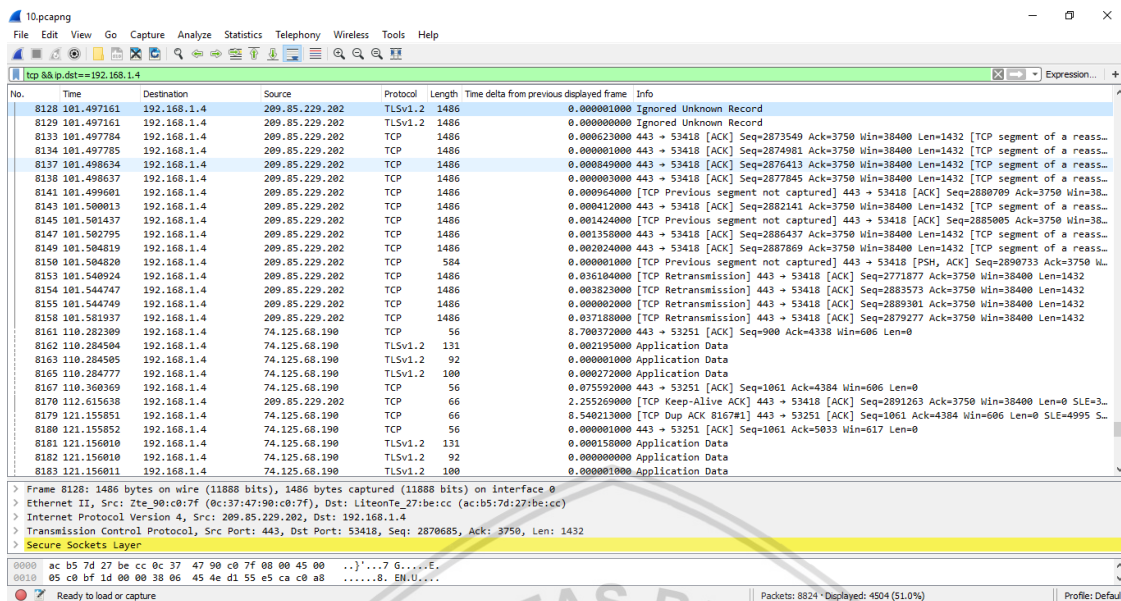 10.pcapng
File Edit View Go Capture Analyze Statistics Telephony Wireless Tools Help
tcp && ip.dst==192.168.1.4 Expression... +
No. Time Destination Source Protocol Length Time delta from previous displayed frame Info
8128 101.497161 192.168.1.4 209.85.229.202 TLSv1.2 1486 0.000001000 Ignored Unknown Record
8129 101.497161 192.168.1.4 209.85.229.202 TLSv1.2 1486 0.000000000 Ignored Unknown Record
8133 101.497784 192.168.1.4 209.85.229.202 TCP 1486 0.000623000 443 → 53418 [ACK] Seq=2873549 Ack=3750 Win=38400 Len=1432 [TCP segment of a reass…
8134 101.497785 192.168.1.4 209.85.229.202 TCP 1486 0.000001000 443 → 53418 [ACK] Seq=2874981 Ack=3750 Win=38400 Len=1432 [TCP segment of a reass…
8137 101.498634 192.168.1.4 209.85.229.202 TCP 1486 0.000849000 443 → 53418 [ACK] Seq=2876413 Ack=3750 Win=38400 Len=1432 [TCP segment of a reass…
8138 101.498637 192.168.1.4 209.85.229.202 TCP 1486 0.000003000 443 → 53418 [ACK] Seq=2877845 Ack=3750 Win=38400 Len=1432 [TCP segment of a reass…
8141 101.499601 192.168.1.4 209.85.229.202 TCP 1486 0.000964000 [TCP Previous segment not captured] 443 → 53418 [ACK] Seq=2880709 Ack=3750 Win=38…
8143 101.500013 192.168.1.4 209.85.229.202 TCP 1486 0.000412000 443 → 53418 [ACK] Seq=2882141 Ack=3750 Win=38400 Len=1432 [TCP segment of a reass…
8145 101.501437 192.168.1.4 209.85.229.202 TCP 1486 0.001424000 [TCP Previous segment not captured] 443 → 53418 [ACK] Seq=2885005 Ack=3750 Win=38…
8147 101.502795 192.168.1.4 209.85.229.202 TCP 1486 0.001358000 443 → 53418 [ACK] Seq=2886437 Ack=3750 Win=38400 Len=1432 [TCP segment of a reass…
8149 101.504819 192.168.1.4 209.85.229.202 TCP 1486 0.002024000 443 → 53418 [ACK] Seq=2887869 Ack=3750 Win=38400 Len=1432 [TCP segment of a reass…
8150 101.504820 192.168.1.4 209.85.229.202 TCP 584 0.000001000 [TCP Previous segment not captured] 443 → 53418 [PSH, ACK] Seq=2890733 Ack=3750 W…
8153 101.540924 192.168.1.4 209.85.229.202 TCP 1486 0.036104000 [TCP Retransmission] 443 → 53418 [ACK] Seq=2771877 Ack=3750 Win=38400 Len=1432
8154 101.544747 192.168.1.4 209.85.229.202 TCP 1486 0.003823000 [TCP Retransmission] 443 → 53418 [ACK] Seq=2883573 Ack=3750 Win=38400 Len=1432
8155 101.544749 192.168.1.4 209.85.229.202 TCP 1486 0.000002000 [TCP Retransmission] 443 → 53418 [ACK] Seq=2889301 Ack=3750 Win=38400 Len=1432
8158 101.581937 192.168.1.4 209.85.229.202 TCP 1486 0.037188000 [TCP Retransmission] 443 → 53418 [ACK] Seq=2879277 Ack=3750 Win=38400 Len=1432
8161 110.282309 192.168.1.4 74.125.68.190 TCP 56 8.700372000 443 → 53251 [ACK] Seq=900 Ack=4338 Win=606 Len=0
8162 110.284504 192.168.1.4 74.125.68.190 TLSv1.2 131 0.002195000 Application Data
8163 110.284505 192.168.1.4 74.125.68.190 TLSv1.2 92 0.000001000 Application Data
8165 110.284777 192.168.1.4 74.125.68.190 TLSv1.2 100 0.000272000 Application Data
8167 110.360369 192.168.1.4 74.125.68.190 TCP 56 0.075592000 443 → 53251 [ACK] Seq=1061 Ack=4384 Win=606 Len=0
8170 112.615638 192.168.1.4 209.85.229.202 TCP 66 2.255269000 [TCP Keep-Alive ACK] 443 → 53418 [ACK] Seq=2891263 Ack=3750 Win=38400 Len=0 SLE=3…
8179 121.155851 192.168.1.4 74.125.68.190 TCP 66 8.540213000 [TCP Dup ACK 8167#1] 443 → 53251 [ACK] Seq=1061 Ack=4384 Win=606 Len=0 SLE=4995 S…
8180 121.155852 192.168.1.4 74.125.68.190 TCP 56 0.000001000 443 → 53251 [ACK] Seq=1061 Ack=5033 Win=617 Len=0
8181 121.156010 192.168.1.4 74.125.68.190 TLSv1.2 131 0.000158000 Application Data
8182 121.156010 192.168.1.4 74.125.68.190 TLSv1.2 92 0.000000000 Application Data
8183 121.156011 192.168.1.4 74.125.68.190 TLSv1.2 100 0.000001000 Application Data
> Frame 8128: 1486 bytes on wire (11888 bits), 1486 bytes captured (11888 bits) on interface 0
> Ethernet II, Src: Zte_90:c0:7f (0c:37:47:90:c0:7f), Dst: LiteonTe_27:be:cc (ac:b5:7d:27:be:cc)
> Internet Protocol Version 4, Src: 209.85.229.202, Dst: 192.168.1.4
> Transmission Control Protocol, Src Port: 443, Dst Port: 53418, Seq: 2870685, Ack: 3750, Len: 1432
> Secure Sockets Layer
0000 ac b5 7d 27 be cc 0c 37 47 90 c0 7f 08 00 45 00 ..}'...7 G.....E.
0010 05 c0 bf 1d 00 00 38 06 45 4e d1 55 e5 ca c0 a8 ......8. EN.U....
Ready to load or capture Packets: 8824 · Displayed: 4504 (51.0%) Profile: Defaul